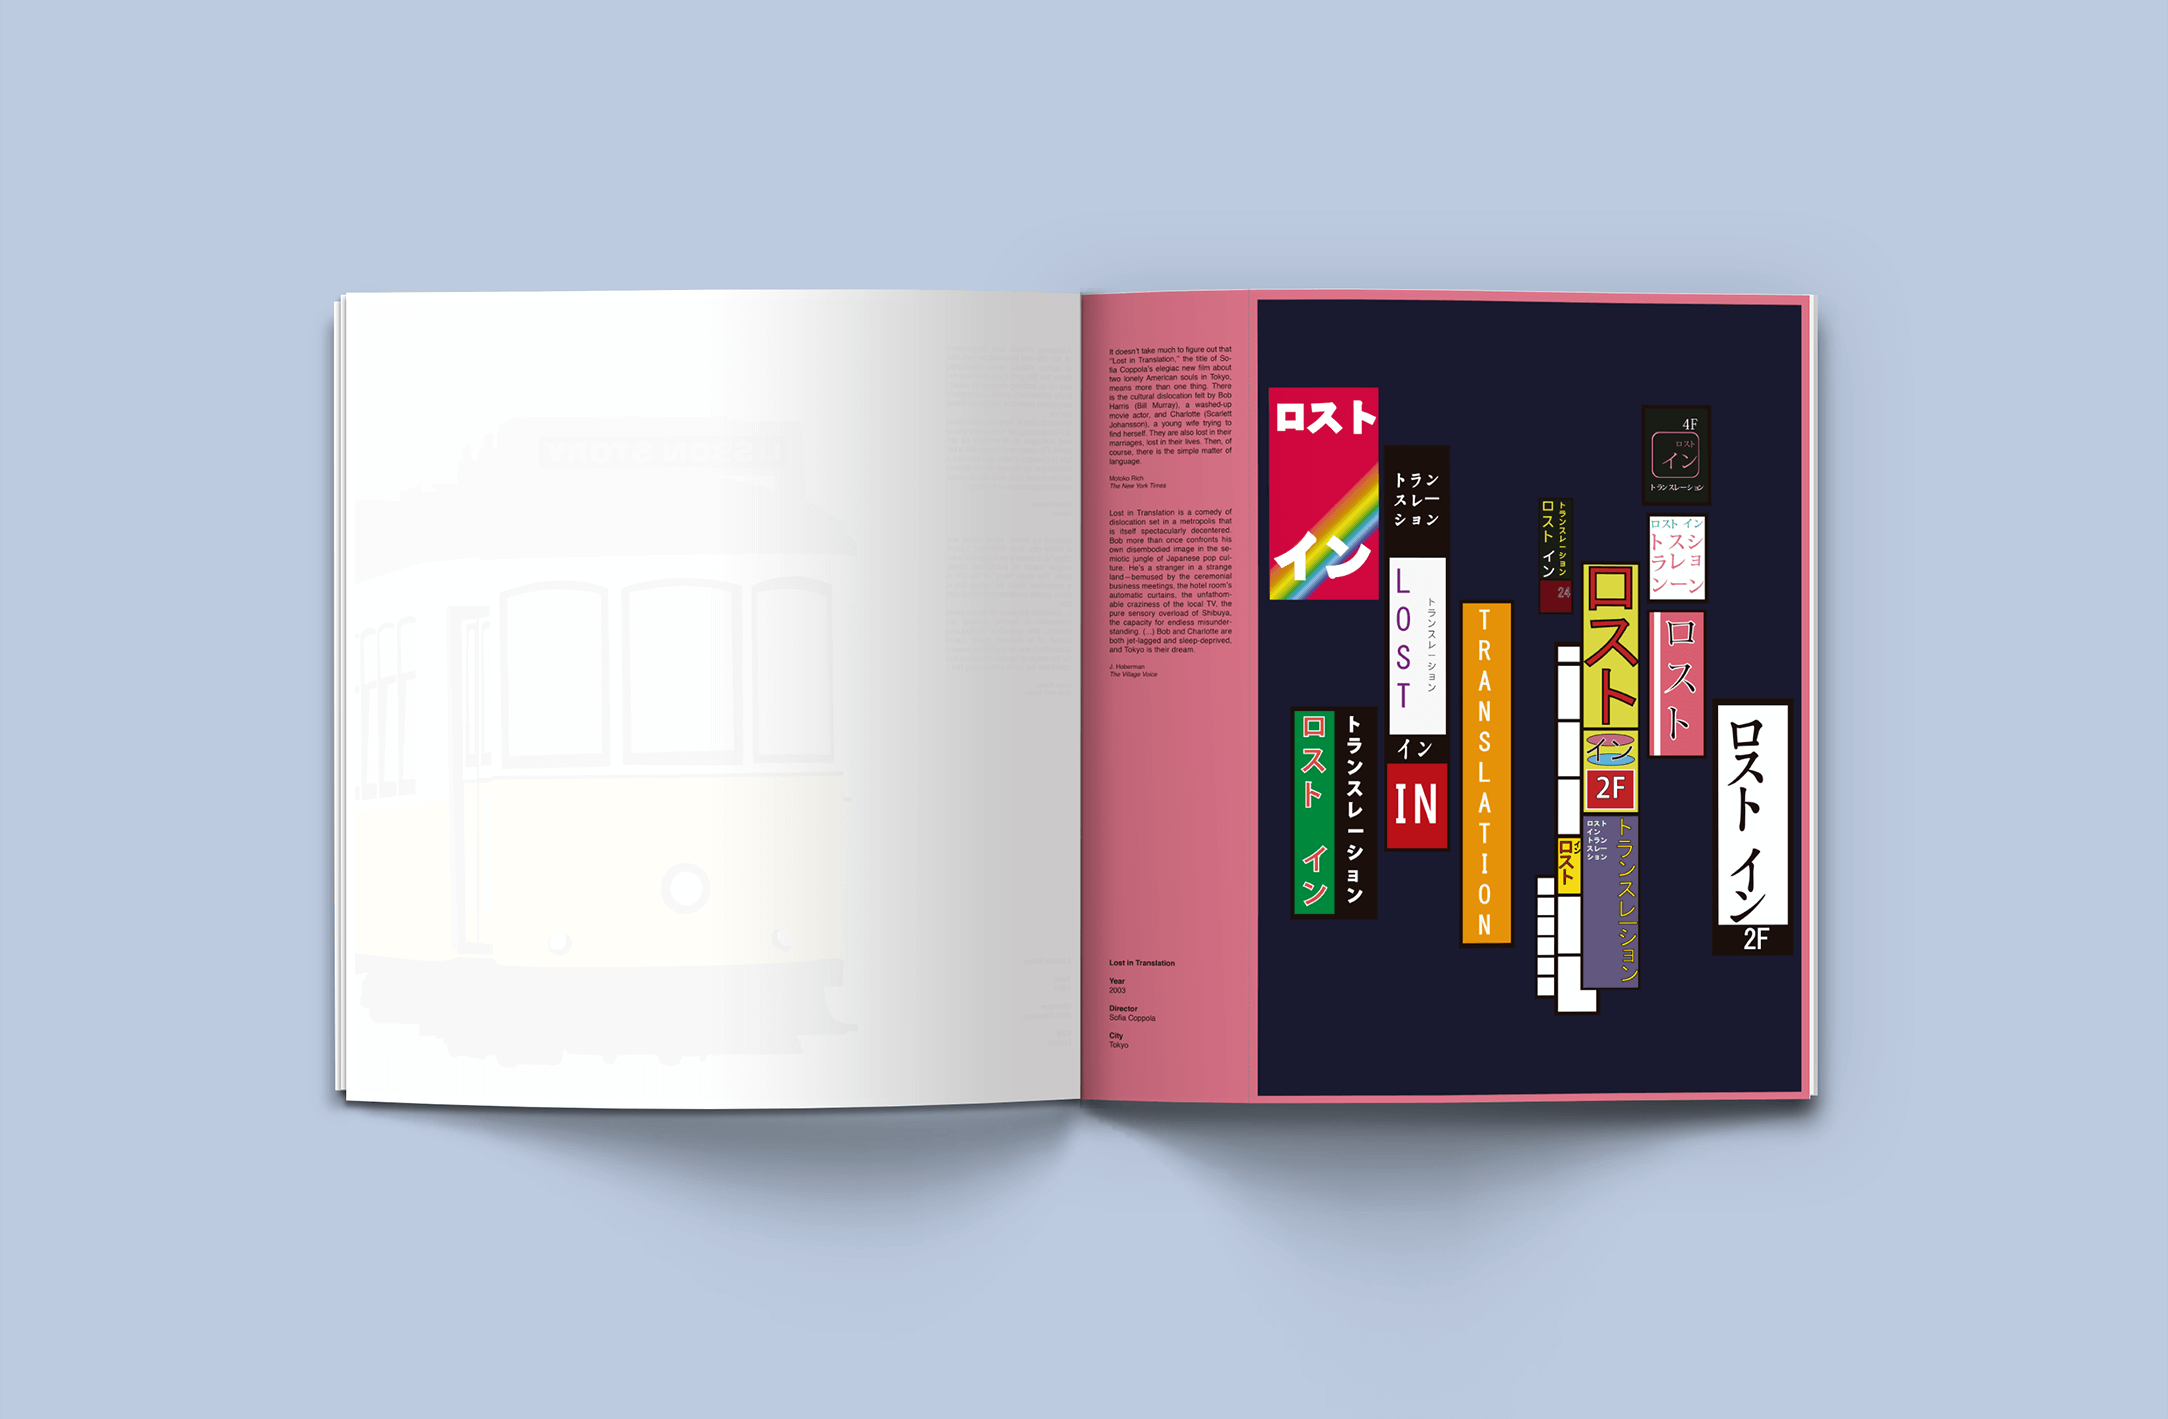 LISBON STORY
It doesn't take much to figure out that
"Lost in Translation," the title of So-
fia Coppola's elegiac new film about
two lonely American souls in Tokyo,
means more than one thing. There
is the cultural dislocation felt by Bob
Harris (Bill Murray), a washed-up
movie actor, and Charlotte (Scarlett
Johansson), a young wife trying to
find herself. They are also lost in their
marriages, lost in their lives. Then, of
course, there is the simple matter of
language.
Motoko Rich
The New York Times
Lost in Translation is a comedy of
dislocation set in a metropolis that
is itself spectacularly decentered.
Bob more than once confronts his
own disembodied image in the se-
miotic jungle of Japanese pop cul-
ture. He's a stranger in a strange
land—bemused by the ceremonial
business meetings, the hotel room's
automatic curtains, the unfathom-
able craziness of the local TV, the
pure sensory overload of Shibuya,
the capacity for endless misunder-
standing. (...) Bob and Charlotte are
both jet-lagged and sleep-deprived,
and Tokyo is their dream.
J. Hoberman
The Village Voice
Lost in Translation
Year
2003
Director
Sofia Coppola
City
Tokyo
ロスト
イン
トラン
スレー
ション
LOST
トランスレーション
イン
IN
ロスト イン
トランスレーション
TRANSLATION
トランスレーション
ロスト イン
24
ロスト
イン
2F
イン
ロスト
ロスト
イン
トラン
スレー
ション
トランスレーション
4F
ロスト
イン
トランスレーション
ロスト イン
トスシ
ラレョ
ンーン
ロスト
ロスト イン
2F